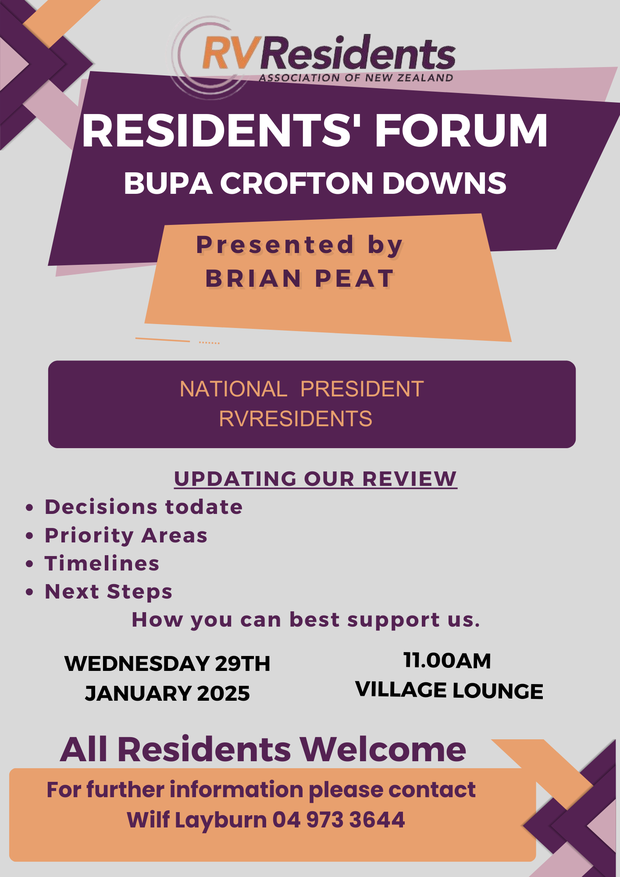 RVResidents
ASSOCIATION OF NEW ZEALAND
RESIDENTS' FORUM
BUPA CROFTON DOWNS
Presented by
BRIAN PEAT
NATIONAL PRESIDENT
RVRESIDENTS
UPDATING OUR REVIEW
• Decisions todate
• Priority Areas
• Timelines
• Next Steps
How you can best support us.
WEDNESDAY 29TH
JANUARY 2025
11.00AM
VILLAGE LOUNGE
All Residents Welcome
For further information please contact
Wilf Layburn 04 973 3644